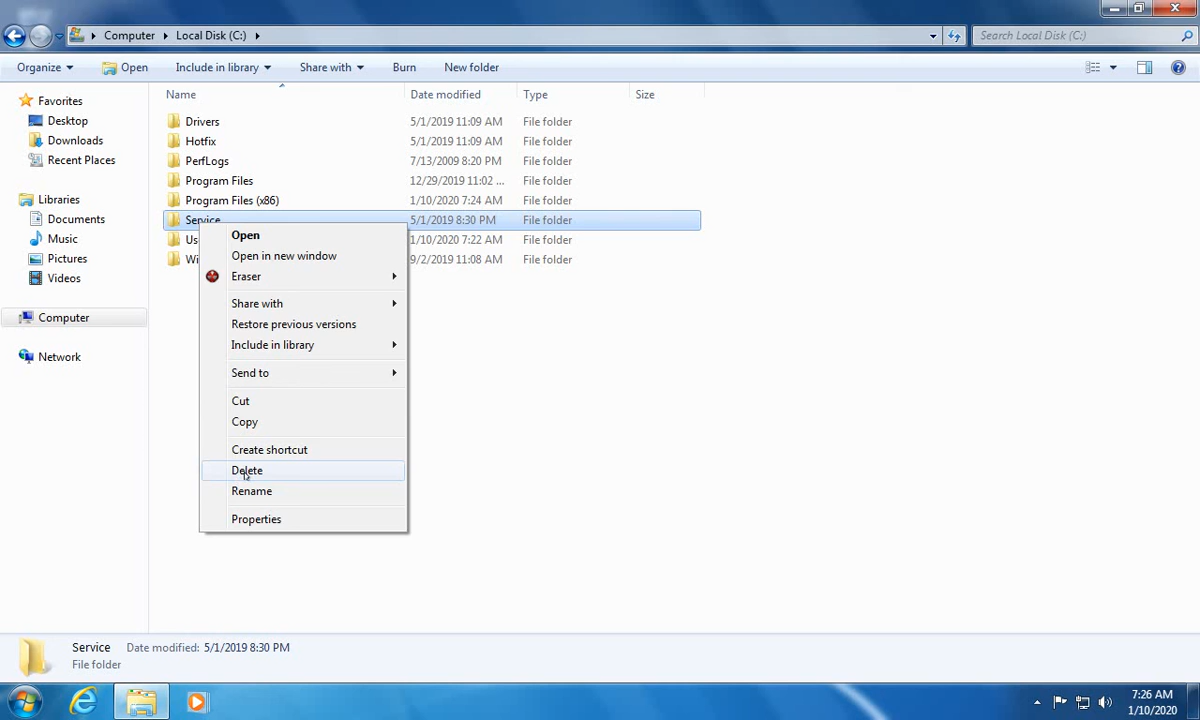 Computer ▸ Local Disk (C:) ▸
Search Local Disk (C:)
Organize Open Include in library Share with Burn New folder
Name Date modified Type Size
Favorites
Desktop
Downloads
Recent Places
Libraries
Documents
Music
Pictures
Videos
Computer
Network
Drivers 5/1/2019 11:09 AM File folder
Hotfix 5/1/2019 11:09 AM File folder
PerfLogs 7/13/2009 8:20 PM File folder
Program Files 12/29/2019 11:02 ... File folder
Program Files (x86) 1/10/2020 7:24 AM File folder
Service 5/1/2019 8:30 PM File folder
Us 1/10/2020 7:22 AM File folder
Wi 9/2/2019 11:08 AM File folder
Open
Open in new window
Eraser
Share with
Restore previous versions
Include in library
Send to
Cut
Copy
Create shortcut
Delete
Rename
Properties
Service Date modified: 5/1/2019 8:30 PM
File folder
7:26 AM
1/10/2020